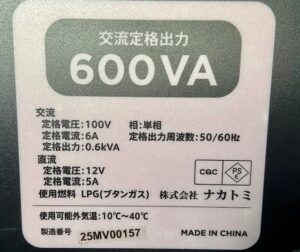 交流定格出力
600VA
交流
定格電圧:100V 相:単相
定格電流:6A 定格出力周波数:50/60Hz
定格出力:0.6kVA
直流
定格電圧:12V
定格電流:5A
CQC
PS
E
使用燃料 LPG(ブタンガス) 株式会社 ナカトミ
使用可能外気温:10℃~40℃
製造番号 25MV00157
MADE IN CHINA